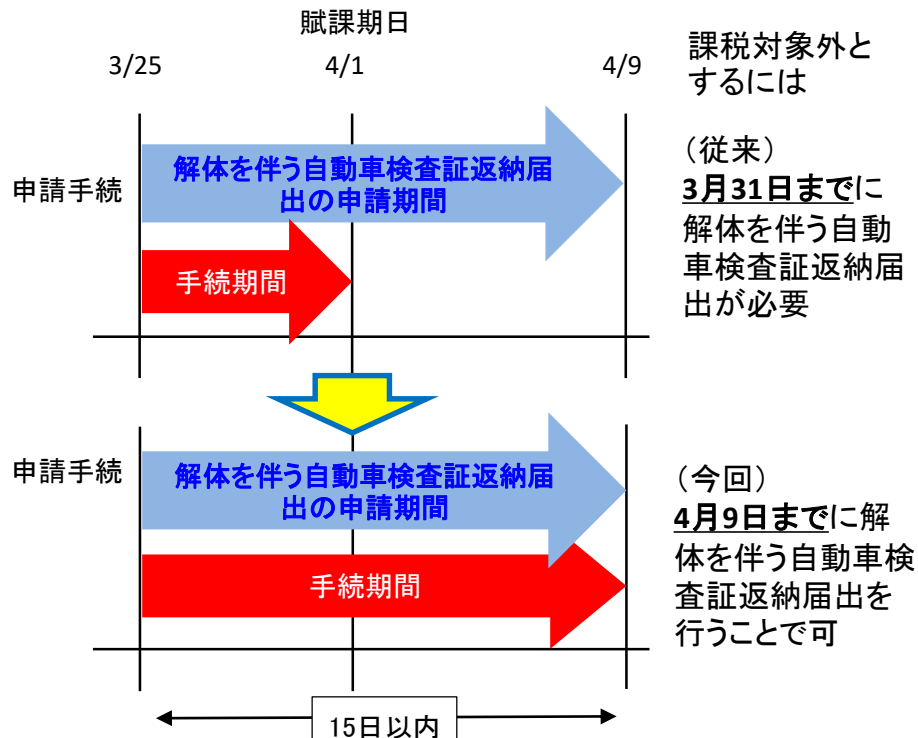 賦課期日
3/25
4/1
4/9
課税対象外と
するには
申請手続
解体を伴う自動車検査証返納届
出の申請期間
手続期間
（従来）
3月31日までに
解体を伴う自動
車検査証返納届
出が必要
申請手続
解体を伴う自動車検査証返納届
出の申請期間
手続期間
（今回）
4月9日までに解
体を伴う自動車検
査証返納届出を
行うことで可
15日以内